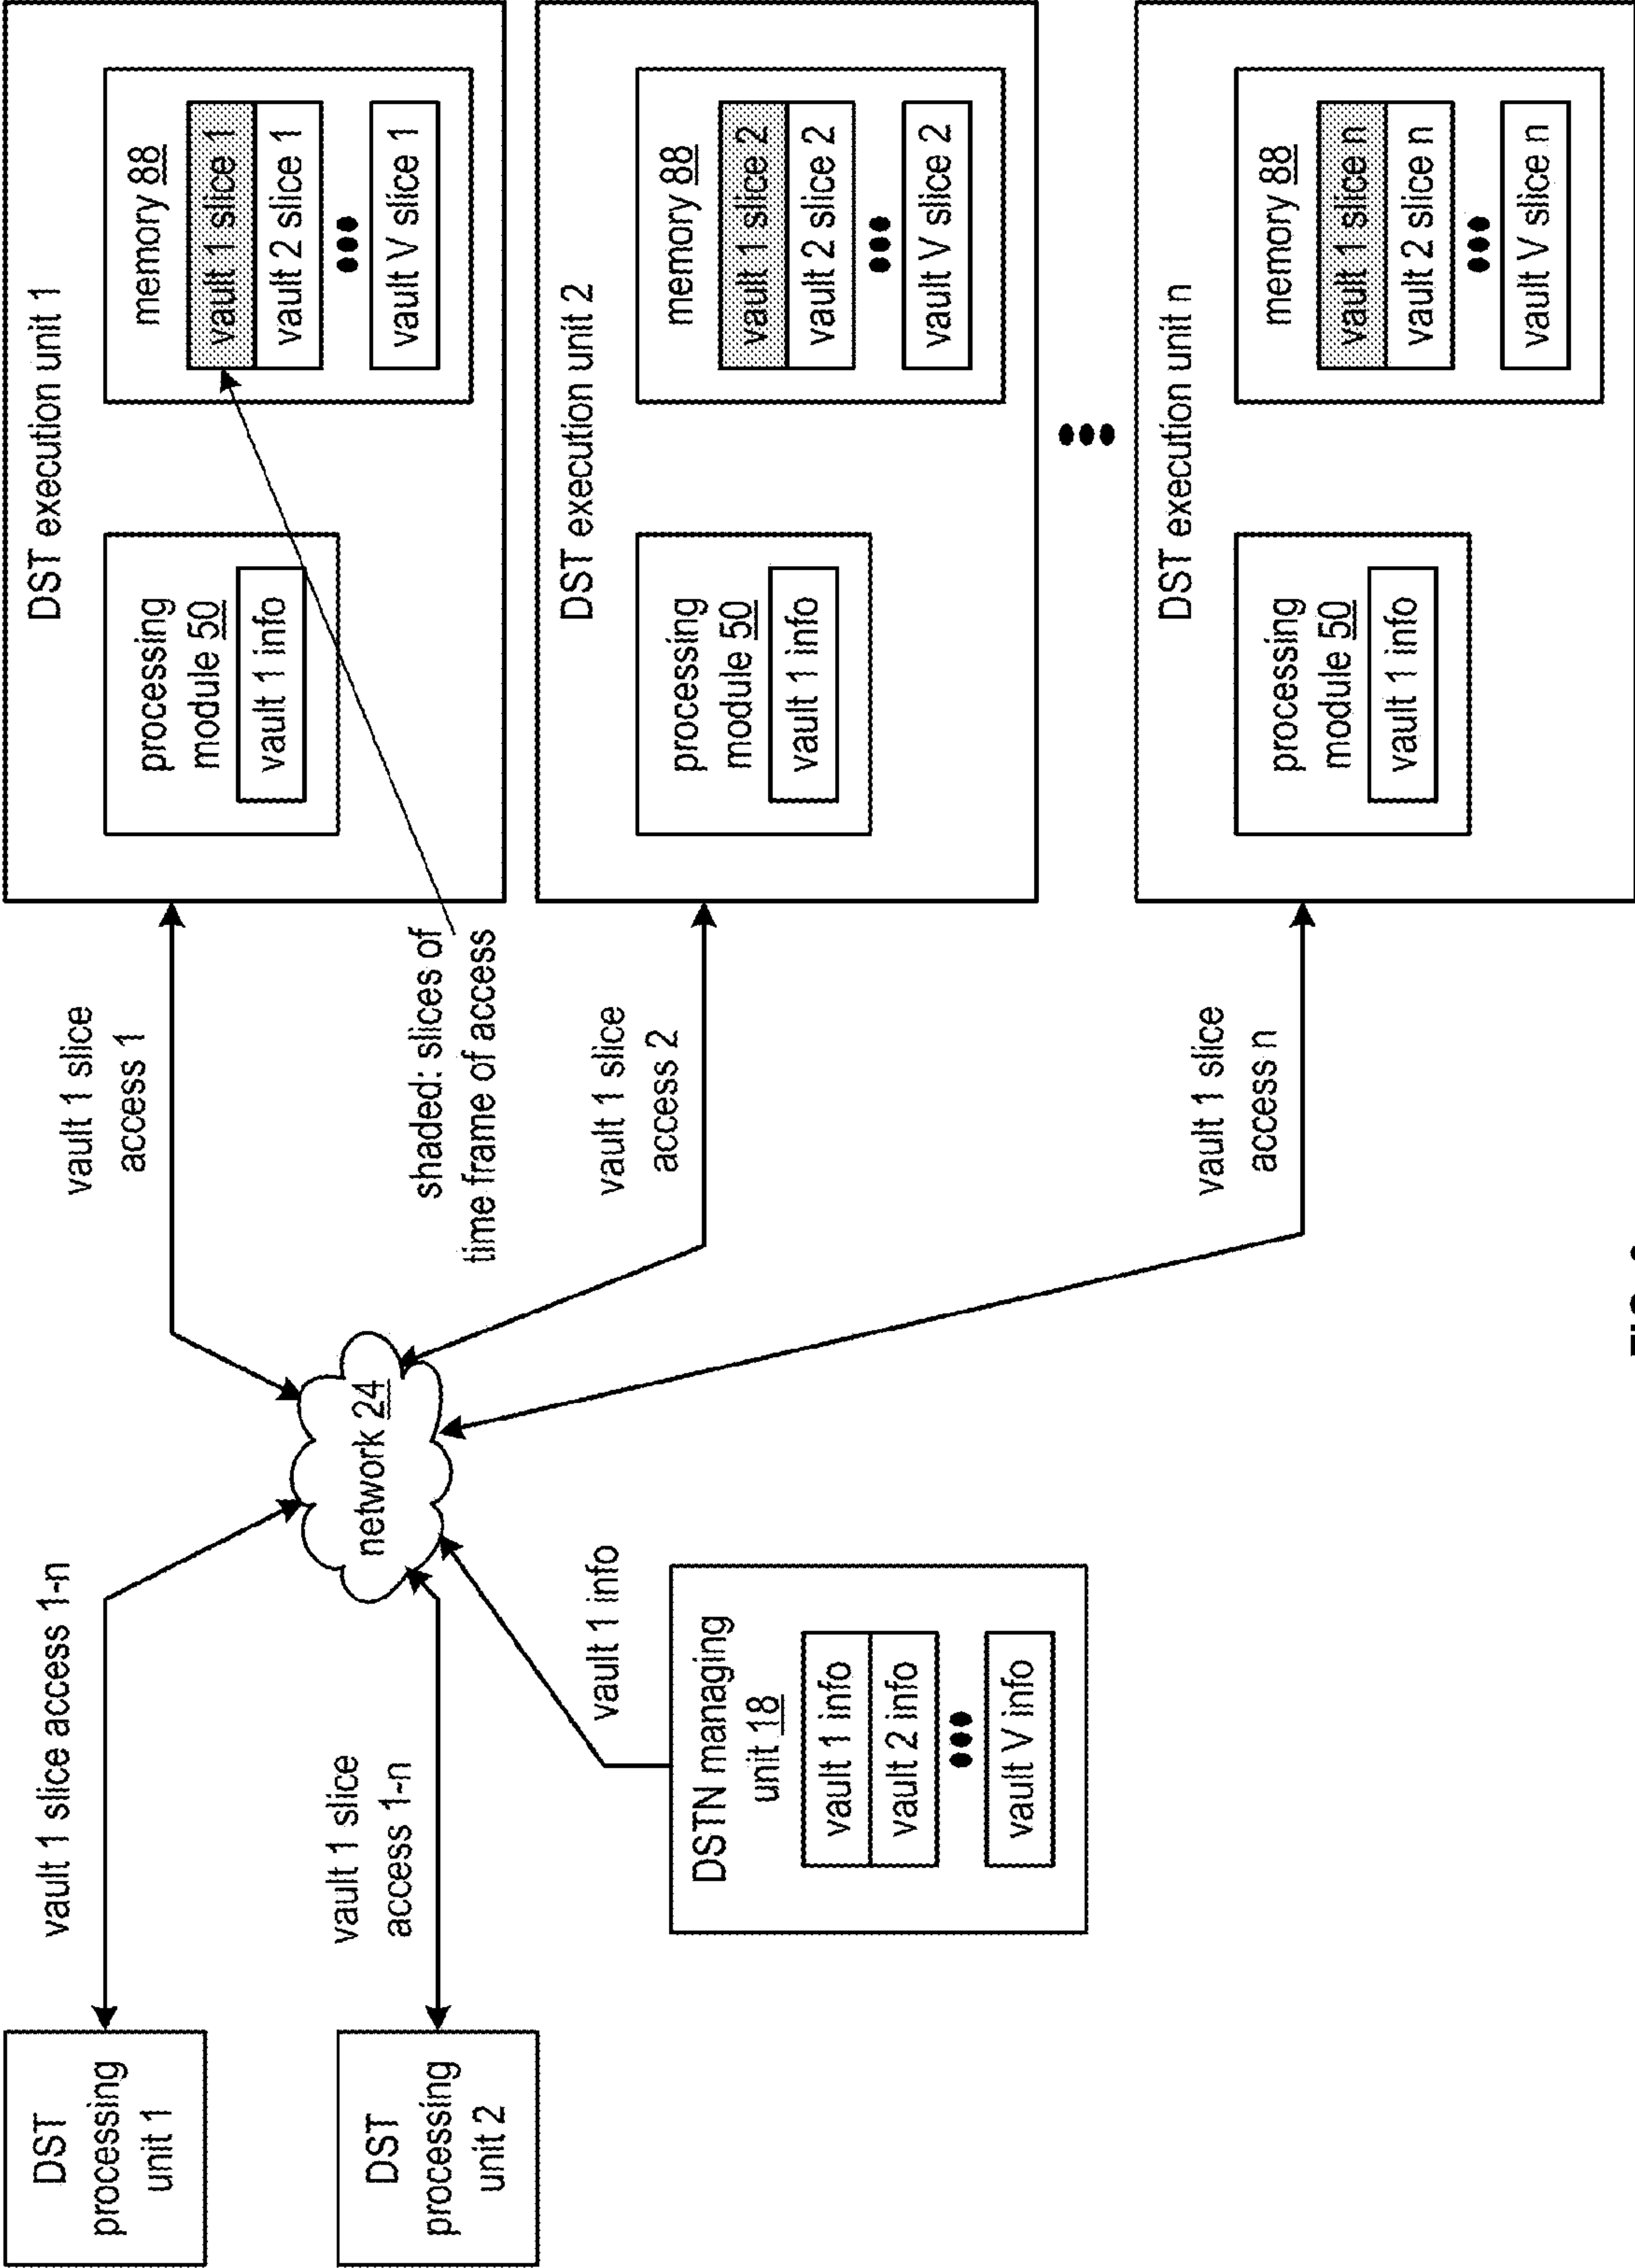 DST
processing
unit 1
vault 1 slice access 1-n
DST
processing
unit 2
vault 1 slice
access 1-n
network 24
vault 1 info
DSTN managing
unit 18
vault 1 info
vault 2 info
vault V info
vault 1 slice
access 1
shaded: slices of
time frame of access
vault 1 slice
access 2
vault 1 slice
access n
DST execution unit 1
processing
module 50
vault 1 info
memory 88
vault 1 slice 1
vault 2 slice 1
vault V slice 1
DST execution unit 2
processing
module 50
vault 1 info
memory 88
vault 1 slice 2
vault 2 slice 2
vault V slice 2
DST execution unit n
processing
module 50
vault 1 info
memory 88
vault 1 slice n
vault 2 slice n
vault V slice n